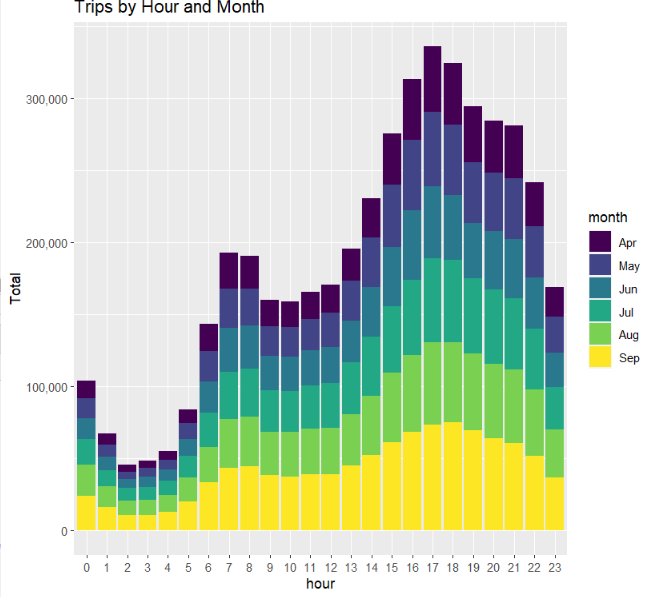 Trips by Hour and Month
Total
300,000
200,000
100,000
0
0 1 2 3 4 5 6 7 8 9 10 11 12 13 14 15 16 17 18 19 20 21 22 23
hour
month
Apr
May
Jun
Jul
Aug
Sep